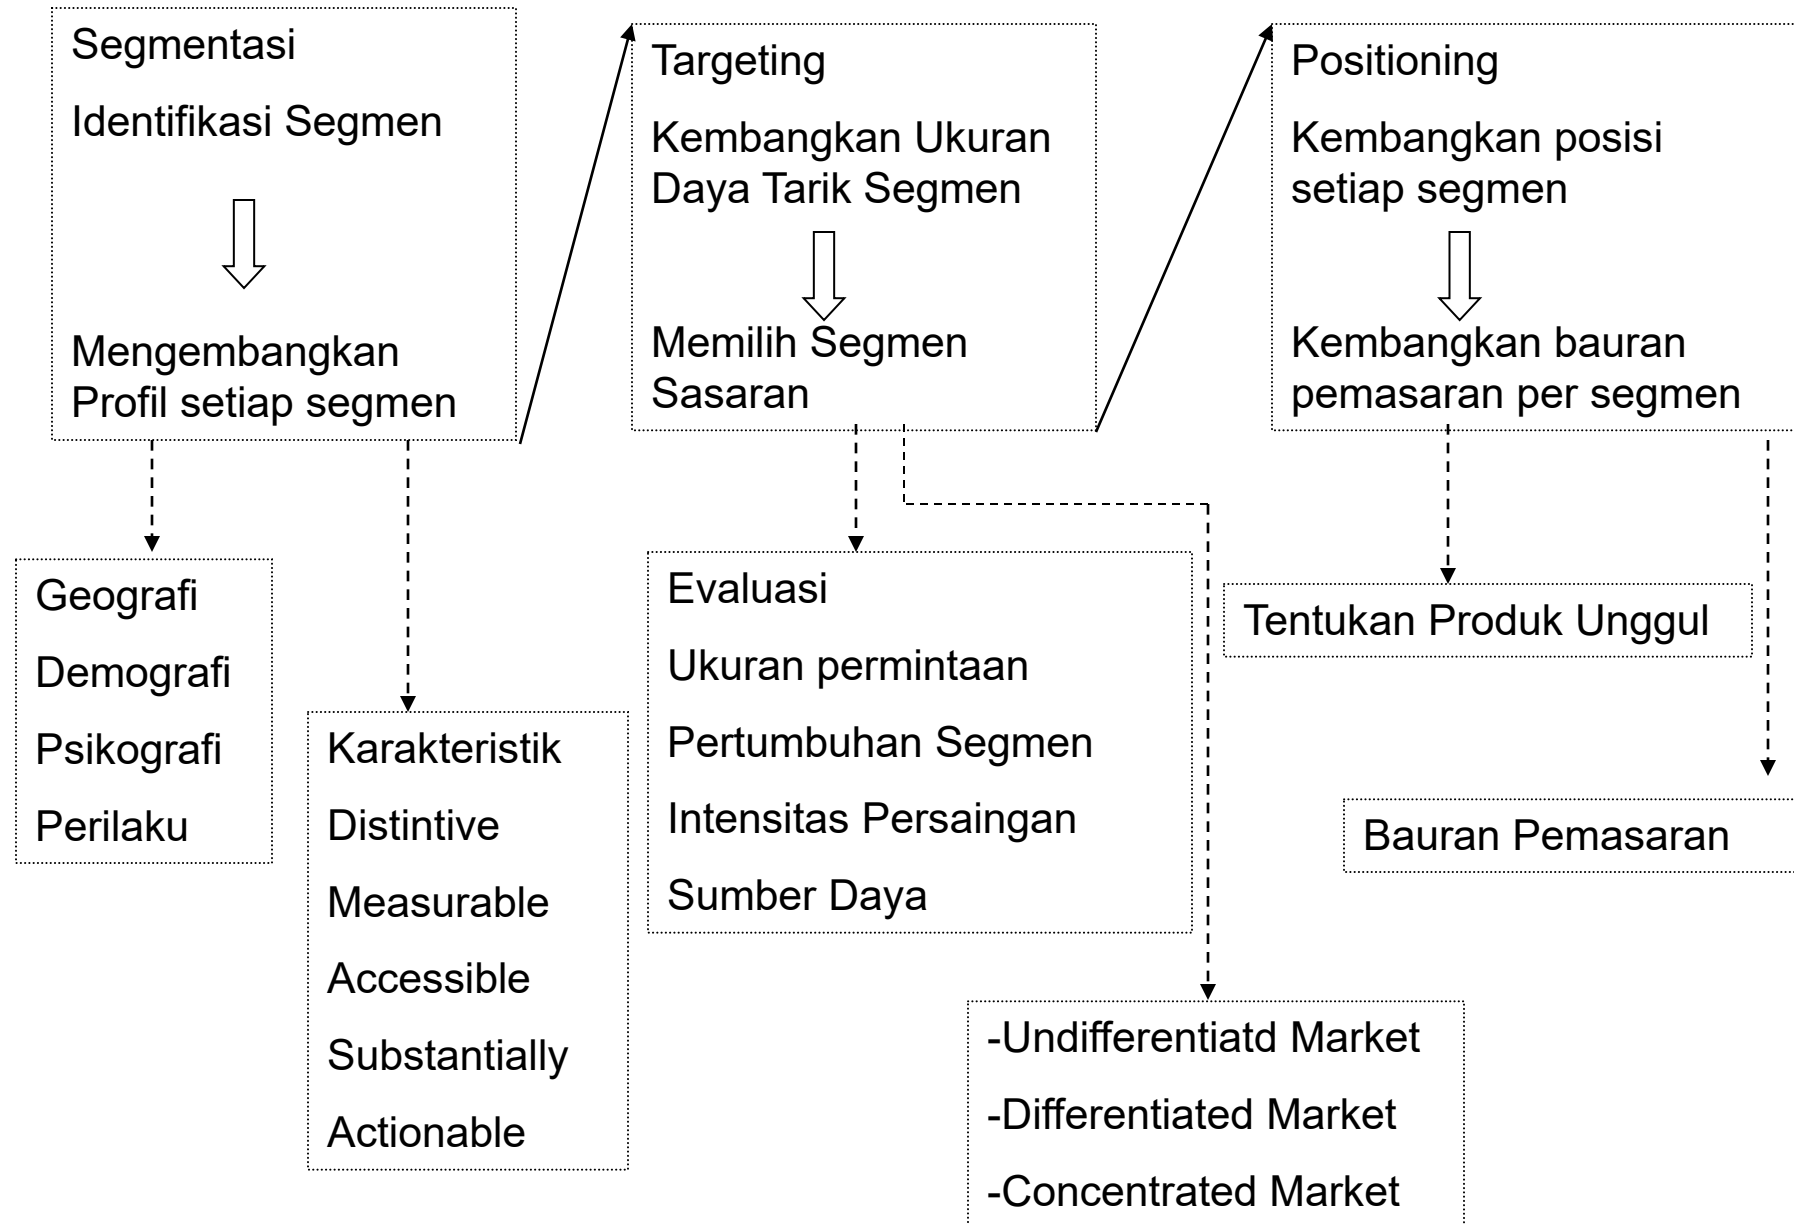 Segmentasi
Identifikasi Segmen
Mengembangkan
Profil setiap segmen
Targeting
Kembangkan Ukuran
Daya Tarik Segmen
Memilih Segmen
Sasaran
Positioning
Kembangkan posisi
setiap segmen
Kembangkan bauran
pemasaran per segmen
Geografi
Demografi
Psikografi
Perilaku
Karakteristik
Distintive
Measurable
Accessible
Substantially
Actionable
Evaluasi
Ukuran permintaan
Pertumbuhan Segmen
Intensitas Persaingan
Sumber Daya
-Undifferentiatd Market
-Differentiated Market
-Concentrated Market
Tentukan Produk Unggul
Bauran Pemasaran